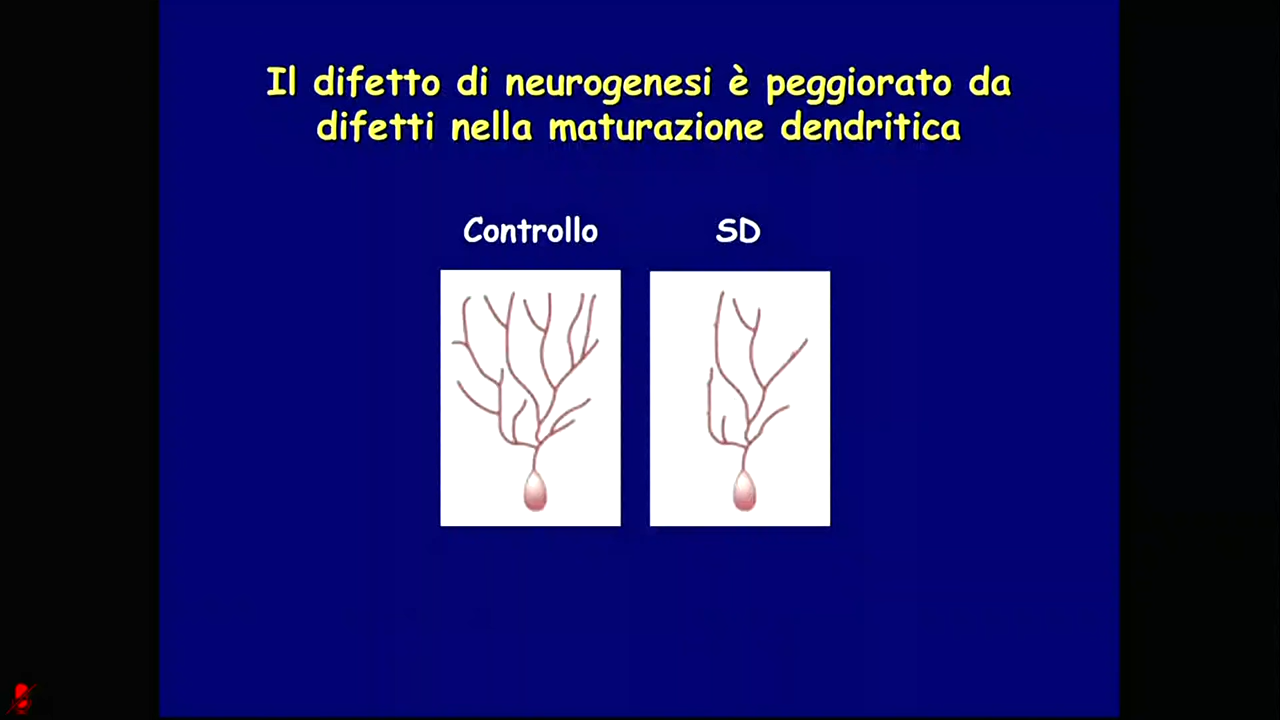 Il difetto di neurogenesi è peggiorato da
difetti nella maturazione dendritica
Controllo SD